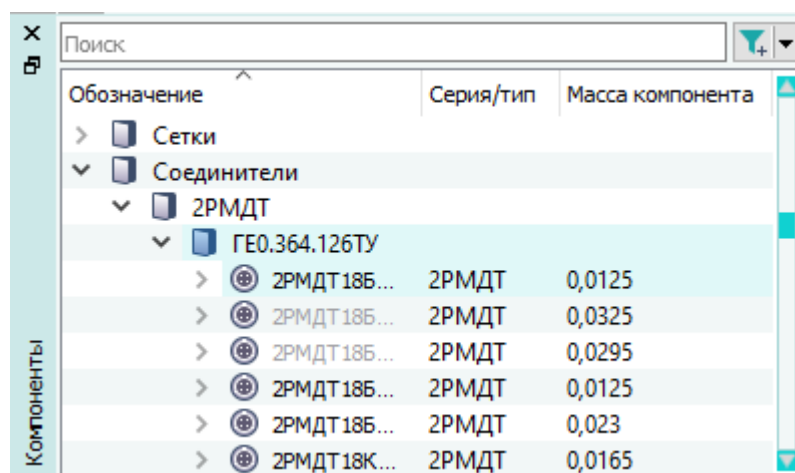 Поиск
Обозначение Серия/тип Масса компонента
Сетки
Соединители
2РМДТ
ГЕ0.364.126ТУ
2РМДТ18Б... 2РМДТ 0,0125
2РМДТ18Б... 2РМДТ 0,0325
2РМДТ18Б... 2РМДТ 0,0295
2РМДТ18Б... 2РМДТ 0,0125
2РМДТ18Б... 2РМДТ 0,023
2РМДТ18К... 2РМДТ 0,0165
Компоненты